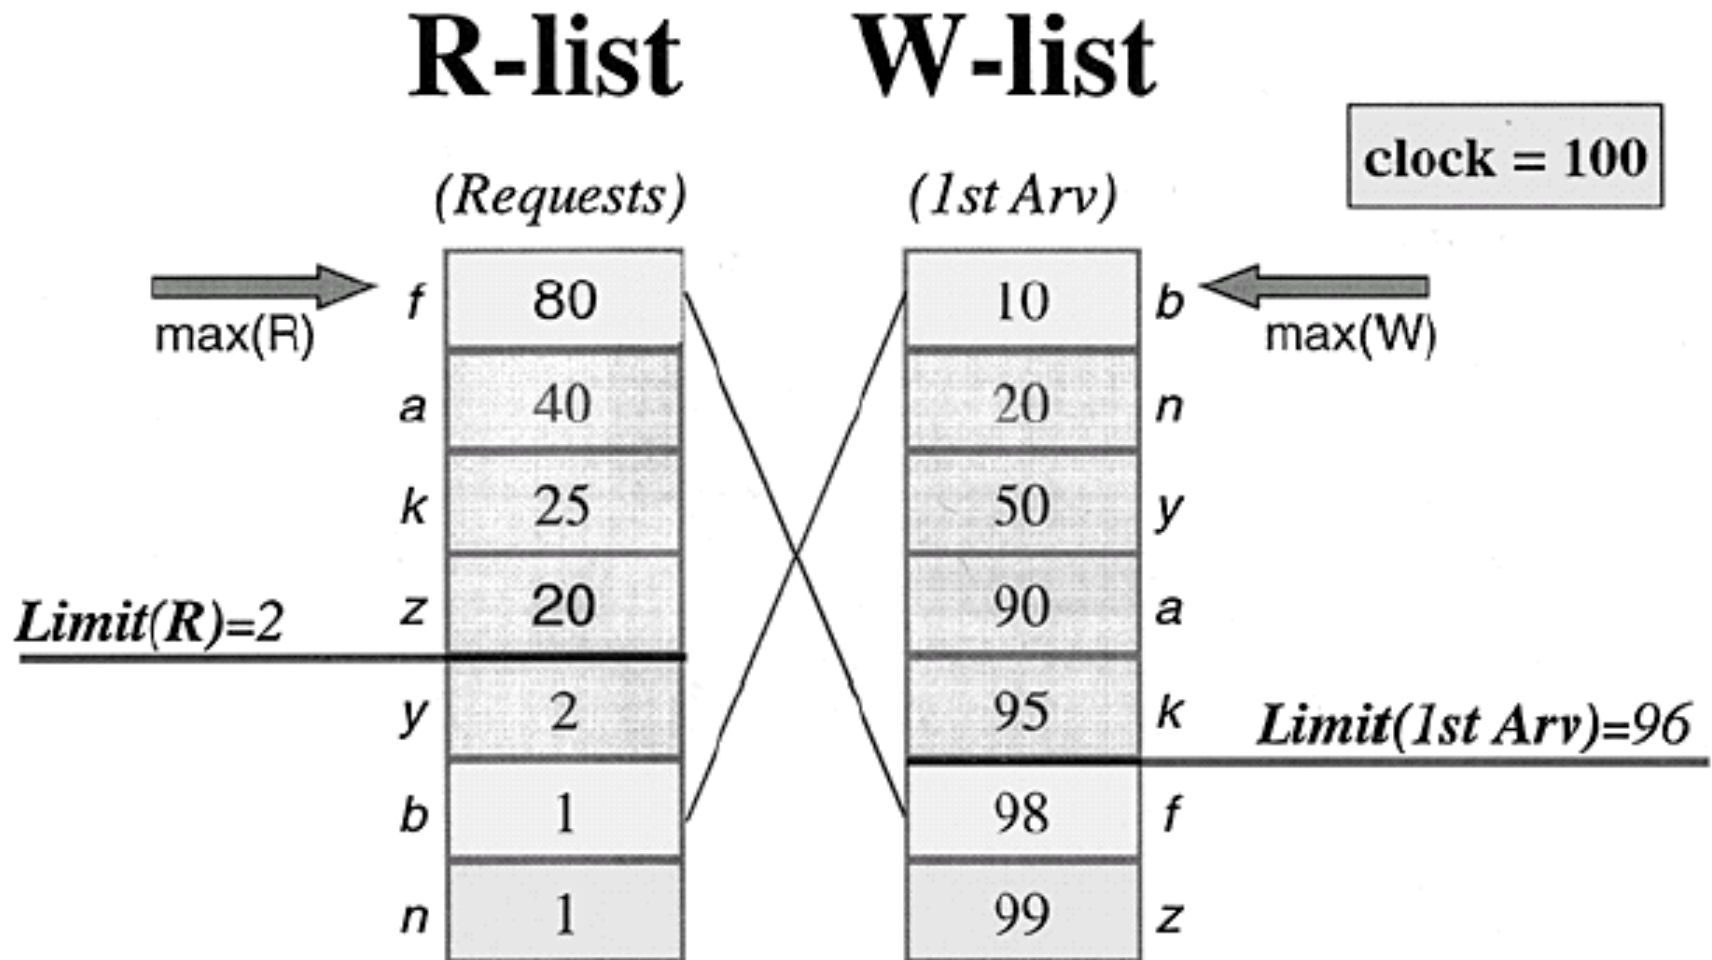 R-list W-list
clock = 100
(Requests) (1st Arv)
f 80 10 b
max(R) max(W)
a 40 20 n
k 25 50 y
z 20 90 a
Limit(R)=2
y 2 95 k
Limit(1st Arv)=96
b 1 98 f
n 1 99 z